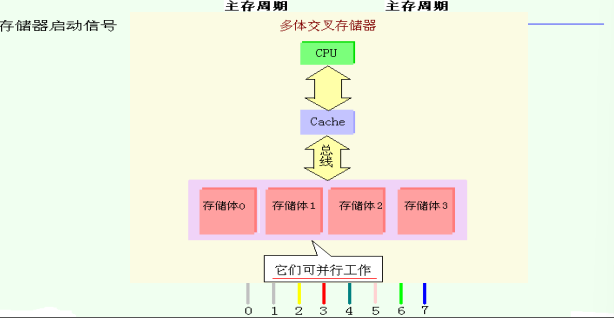 主存周期 主存周期
存储器启动信号
多体交叉存储器
CPU
Cache
总线
存储体0 存储体1 存储体2 存储体3
它们可并行工作
0 1 2 3 4 5 6 7